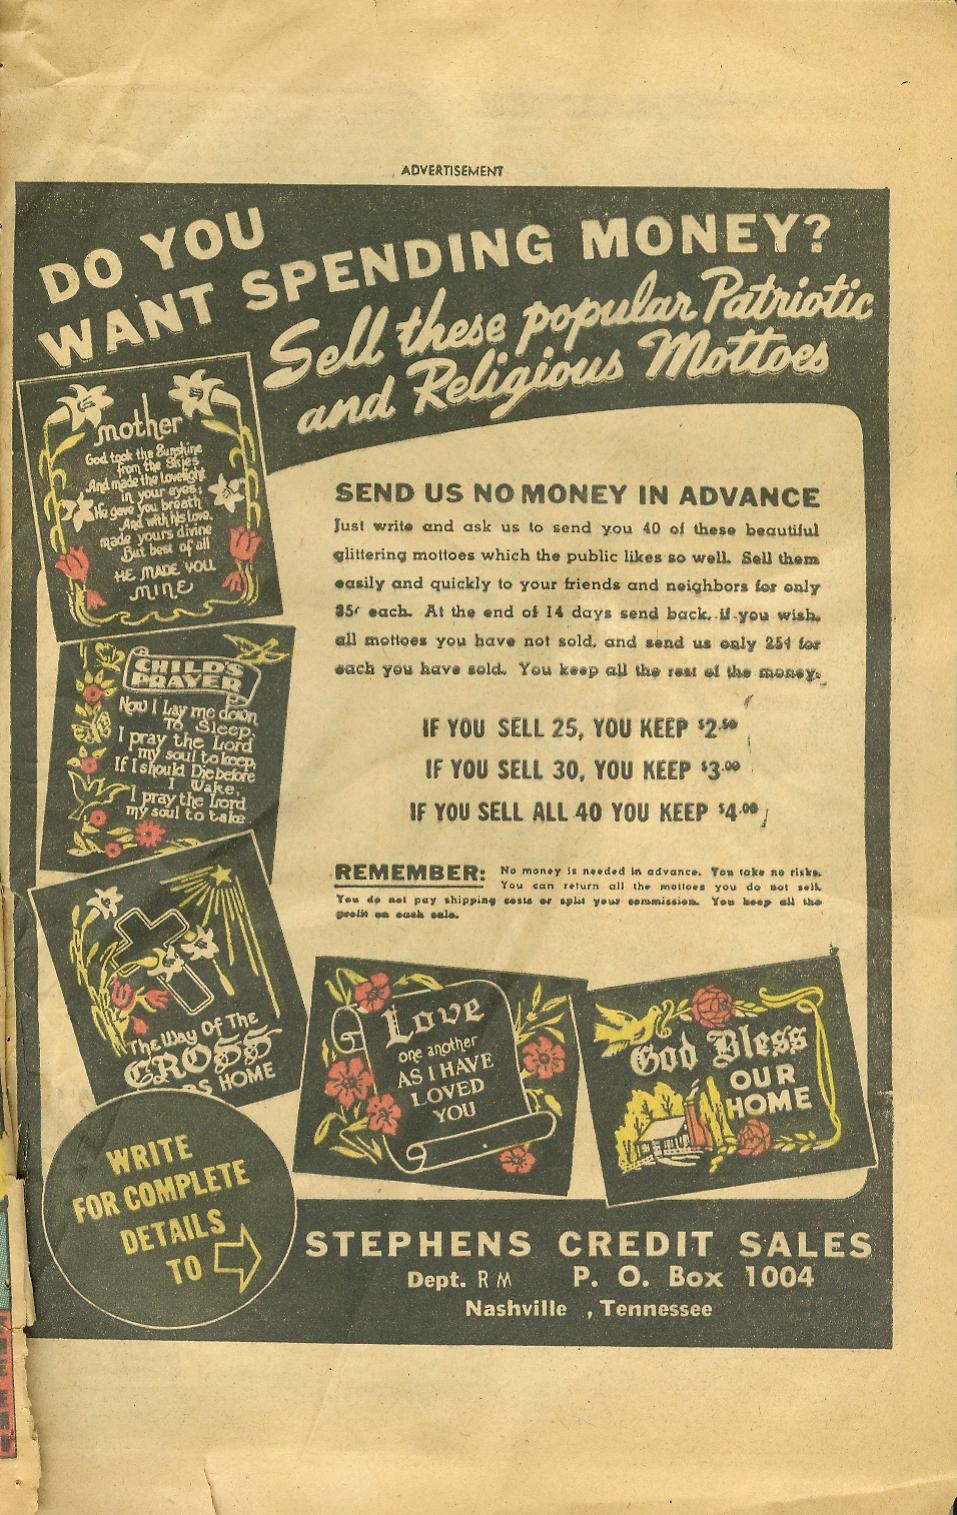 ADVERTISEMENT
DO YOU
WANT SPENDING MONEY?
Sell these popular Patriotic
and Religious Mottoes
mother
God took the Sunshine
from the Skies
And made the lovelight
in your eyes;
He gave you breath
And with his love,
made yours divine
But best of all
HE MADE YOU
MINE
CHILD'S
PRAYER
Now I Lay me down
To Sleep,
I pray the Lord
my soul to keep,
If I should Die before
I Wake,
I pray the Lord
my soul to take
The Way Of The
CROSS
DS HOME
SEND US NO MONEY IN ADVANCE
Just write and ask us to send you 40 of these beautiful
glittering mottoes which the public likes so well. Sell them
easily and quickly to your friends and neighbors for only
35¢ each. At the end of 14 days send back, if you wish,
all mottoes you have not sold, and send us only 25¢ for
each you have sold. You keep all the rest of the money.
IF YOU SELL 25, YOU KEEP $2.50
IF YOU SELL 30, YOU KEEP $3.00
IF YOU SELL ALL 40 YOU KEEP $4.00
REMEMBER: No money is needed in advance. You take no risks.
You can return all the mottoes you do not sell.
You do not pay shipping costs or split your commission. You keep all the
profit on each sale.
Love
one another
AS I HAVE
LOVED
YOU
God Bless
OUR
HOME
WRITE
FOR COMPLETE
DETAILS
TO
STEPHENS CREDIT SALES
Dept. RM P. O. Box 1004
Nashville , Tennessee